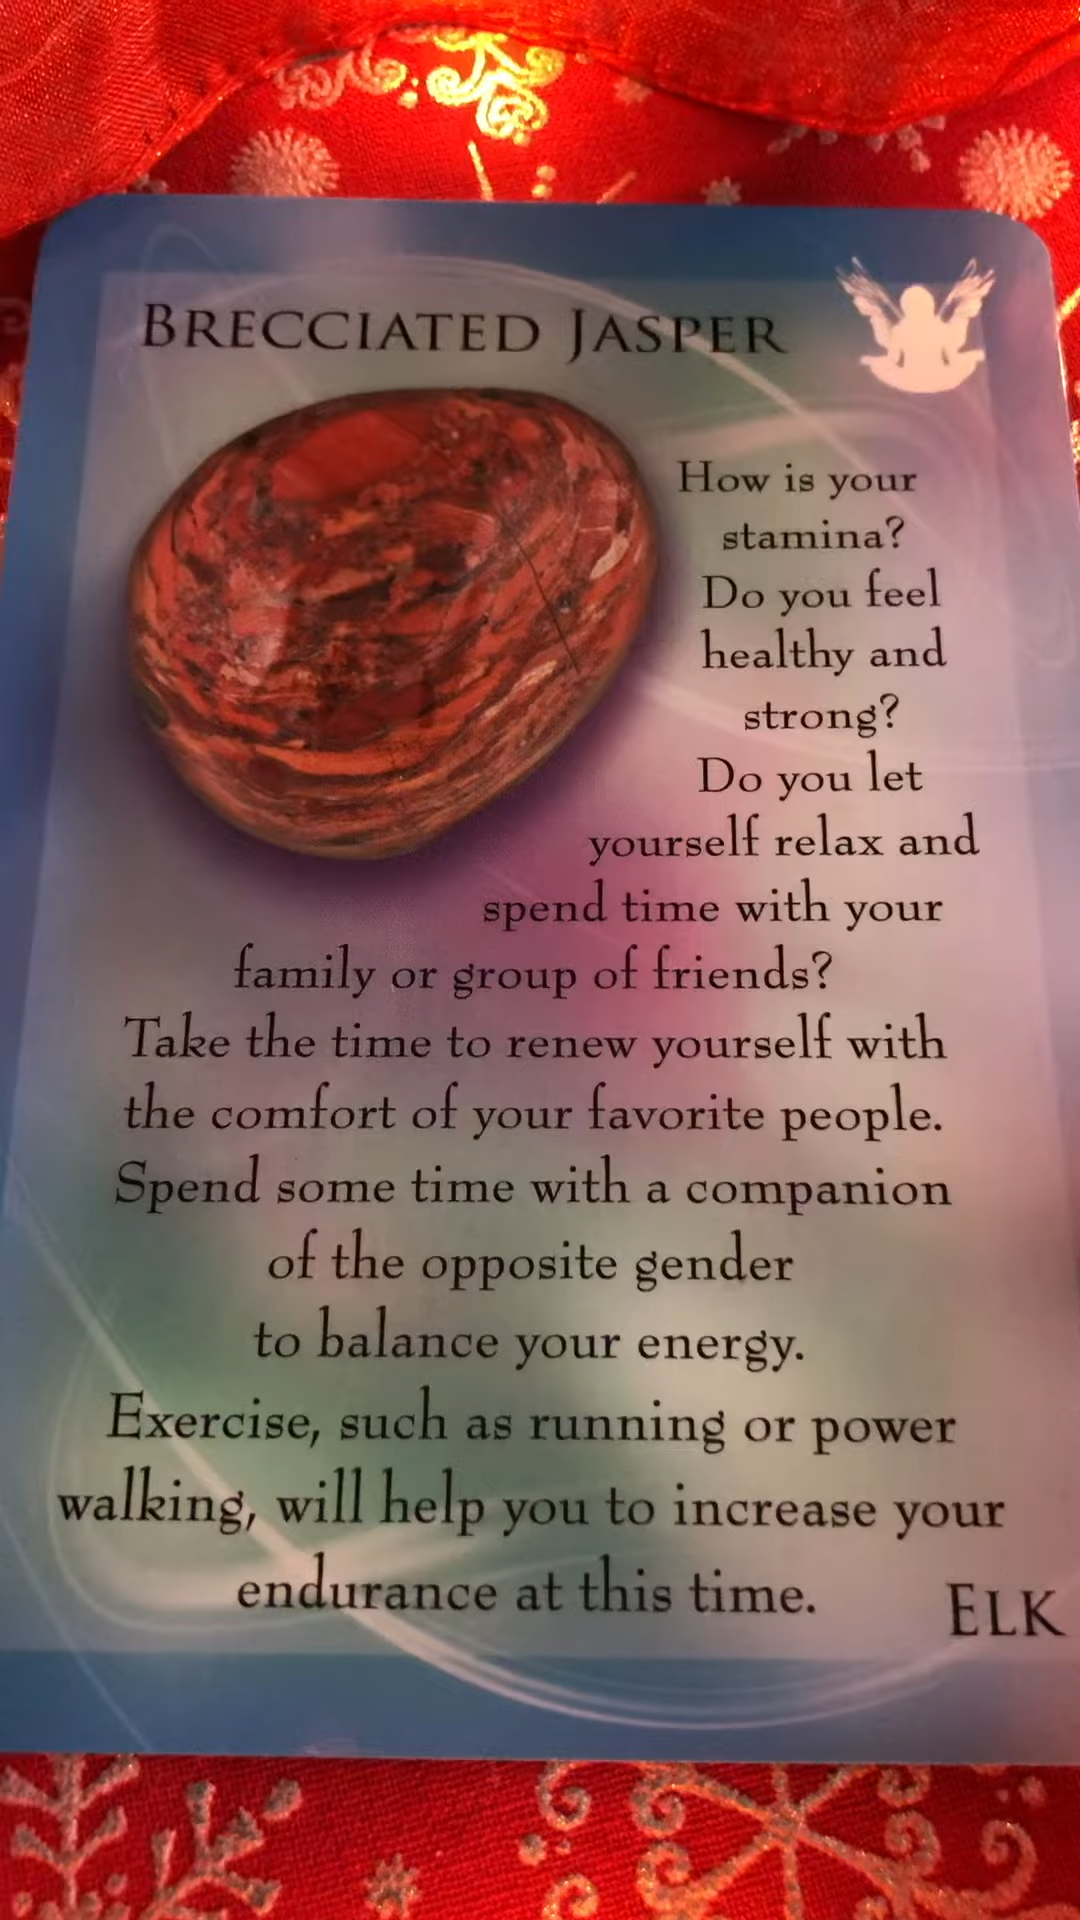 BRECCIATED JASPER
How is your
stamina?
Do you feel
healthy and
strong?
Do you let
yourself relax and
spend time with your
family or group of friends?
Take the time to renew yourself with
the comfort of your favorite people.
Spend some time with a companion
of the opposite gender
to balance your energy.
Exercise, such as running or power
walking, will help you to increase your
endurance at this time.
ELK